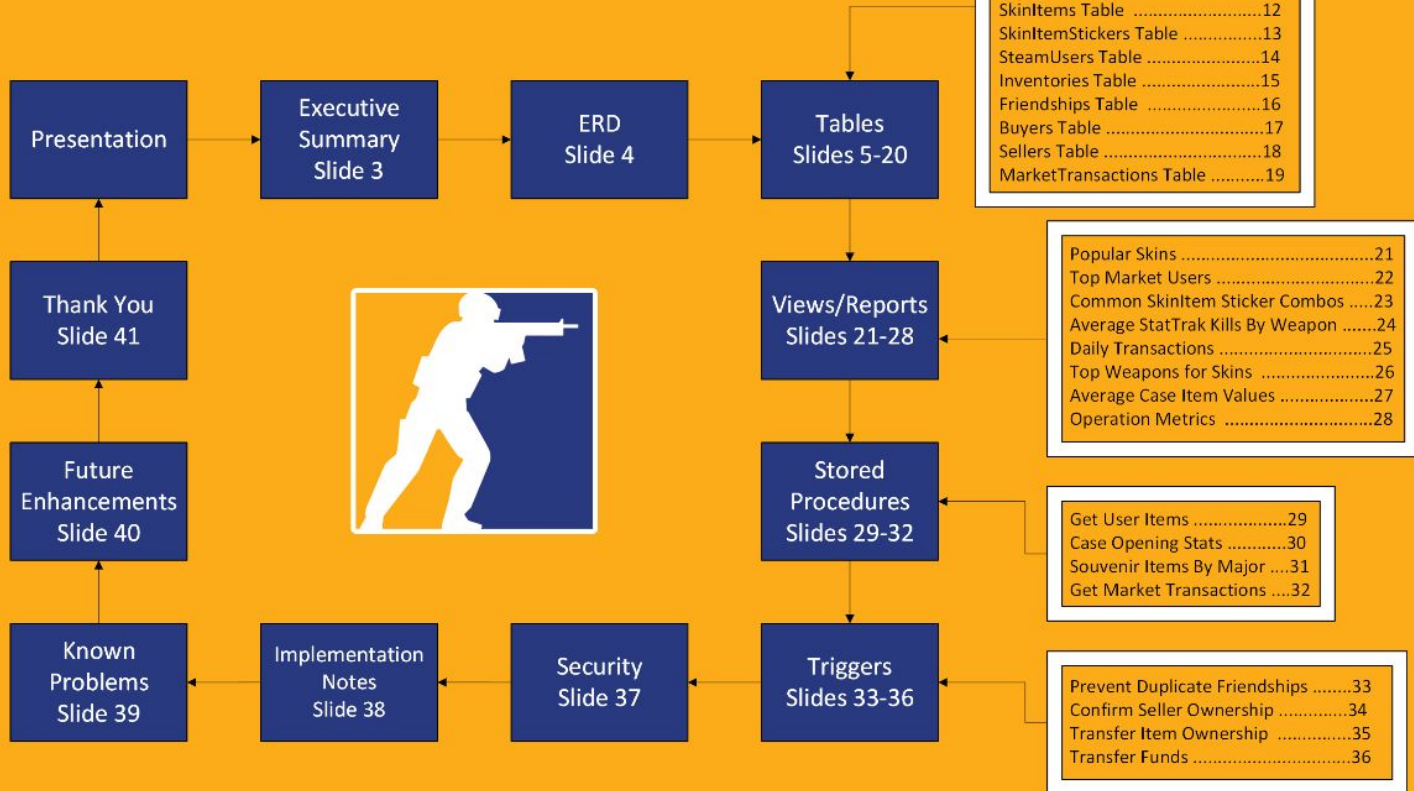 SkinItems Table ..........................12
SkinItemStickers Table ................13
SteamUsers Table .......................14
Inventories Table ........................15
Friendships Table .......................16
Buyers Table ................................17
Sellers Table ................................18
MarketTransactions Table ...........19
Presentation
Executive
Summary
Slide 3
ERD
Slide 4
Tables
Slides 5-20
Popular Skins .......................................21
Top Market Users ................................22
Common SkinItem Sticker Combos .....23
Average StatTrak Kills By Weapon .......24
Daily Transactions ...............................25
Top Weapons for Skins .......................26
Average Case Item Values ...................27
Operation Metrics ..............................28
Thank You
Slide 41
Views/Reports
Slides 21-28
Future
Enhancements
Slide 40
Stored
Procedures
Slides 29-32
Get User Items ...................29
Case Opening Stats ............30
Souvenir Items By Major ....31
Get Market Transactions ....32
Known
Problems
Slide 39
Implementation
Notes
Slide 38
Security
Slide 37
Triggers
Slides 33-36
Prevent Duplicate Friendships ........33
Confirm Seller Ownership ..............34
Transfer Item Ownership ...............35
Transfer Funds ................................36